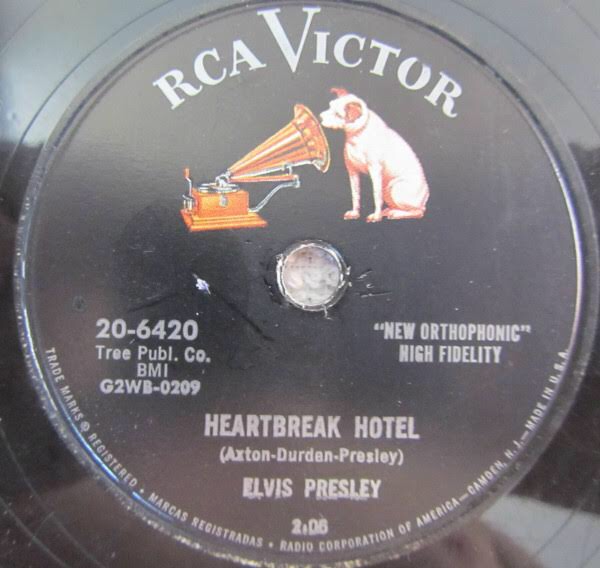 RCA VICTOR
20-6420
Tree Publ. Co.
BMI
G2WB-0209
"NEW ORTHOPHONIC"
HIGH FIDELITY
HEARTBREAK HOTEL
(Axton-Durden-Presley)
ELVIS PRESLEY
2:06
TRADE MARKS ® REGISTERED • MARCAS REGISTRADAS • RADIO CORPORATION OF AMERICA—CAMDEN, N. J.—MADE IN U.S.A.